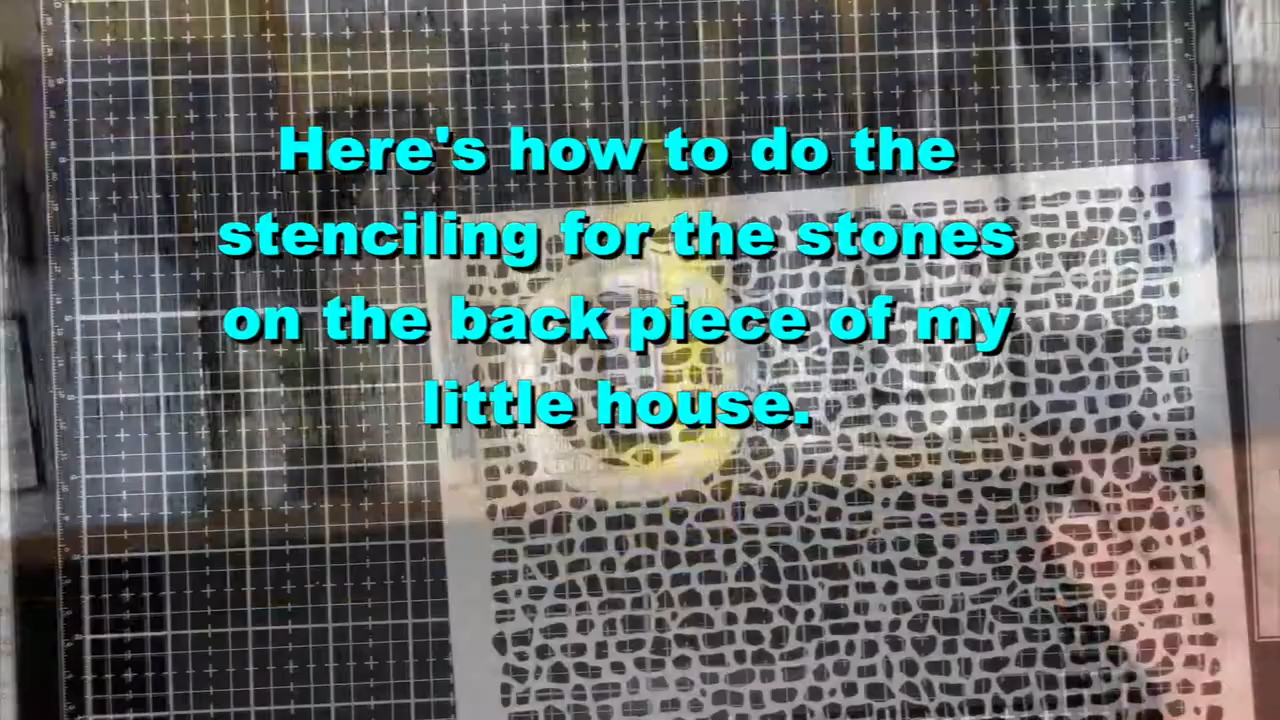 Here's how to do the
stenciling for the stones
on the back piece of my
little house.